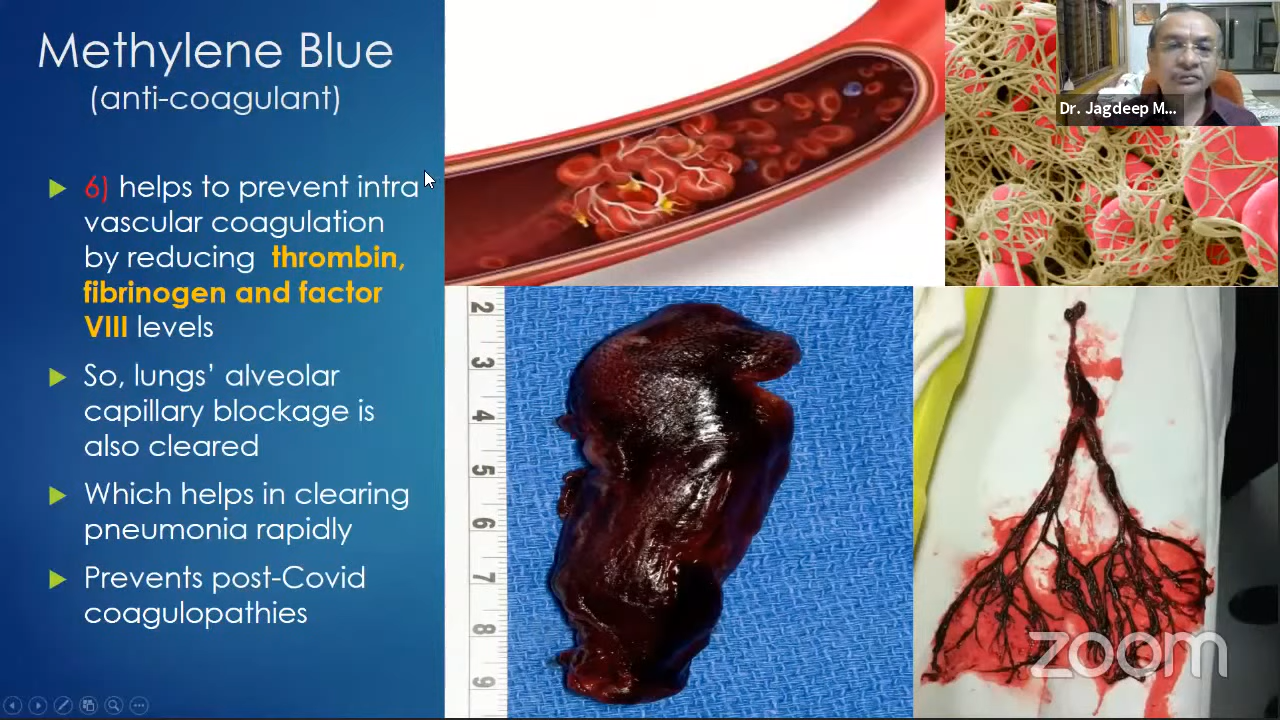 Methylene Blue
(anti-coagulant)
6) helps to prevent intra
vascular coagulation
by reducing thrombin,
fibrinogen and factor
VIII levels
So, lungs’ alveolar
capillary blockage is
also cleared
Which helps in clearing
pneumonia rapidly
Prevents post-Covid
coagulopathies
Dr. Jagdeep M...
2
3
4
5
6
7
8
9
zoom